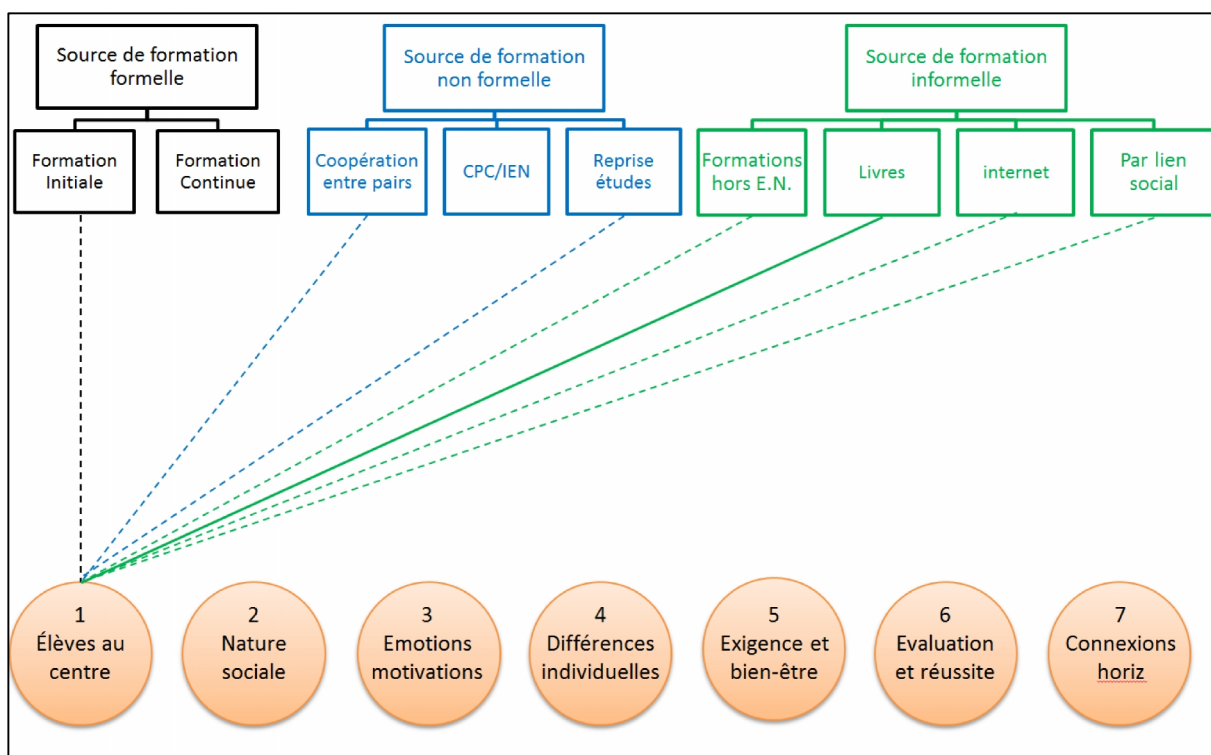 Source de formation
formelle
Source de formation
non formelle
Source de formation
informelle
Formation
Initiale
Formation
Continue
Coopération
entre pairs
CPC/IEN
Reprise
études
Formations
hors E.N.
Livres
internet
Par lien
social
1
Élèves au
centre
2
Nature
sociale
3
Emotions
motivations
4
Différences
individuelles
5
Exigence et
bien-être
6
Evaluation
et réussite
7
Connexions
horiz